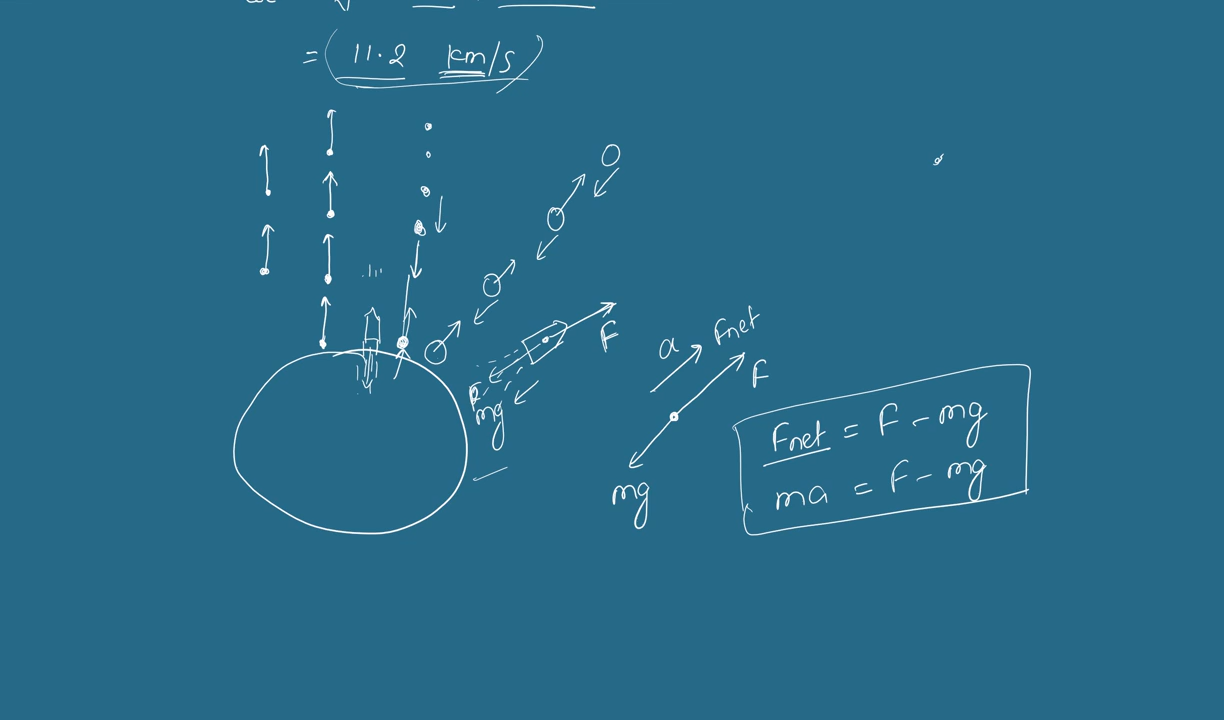 = 11.2 km/s
a Fnet
F
F
mg
mg
Fnet = F - mg
ma = F - mg